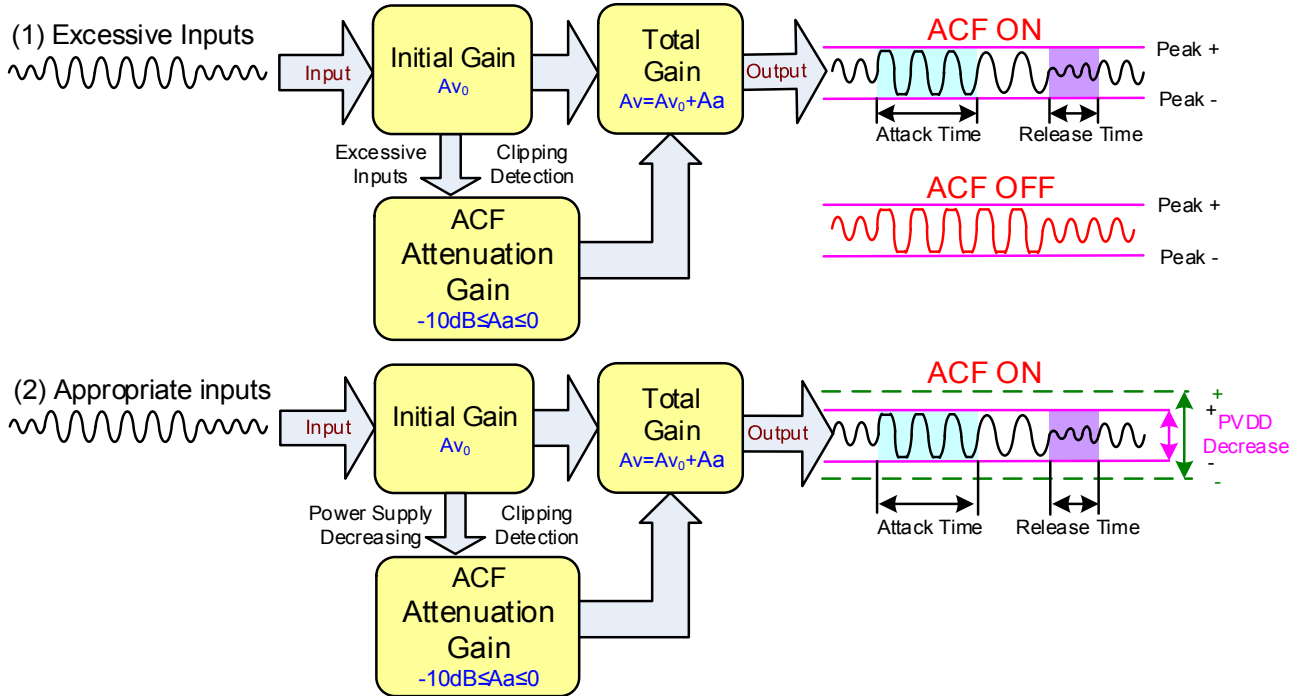 (1) Excessive Inputs
Input
Initial Gain
Av0
Excessive
Inputs
Clipping
Detection
ACF
Attenuation
Gain
-10dB≤Aa≤0
Total
Gain
Av=Av0+Aa
Output
ACF ON
Peak +
Peak -
Attack Time
Release Time
ACF OFF
Peak +
Peak -
(2) Appropriate inputs
Input
Initial Gain
Av0
Power Supply
Decreasing
Clipping
Detection
ACF
Attenuation
Gain
-10dB≤Aa≤0
Total
Gain
Av=Av0+Aa
Output
ACF ON
+
+
PVDD
Decrease
-
-
Attack Time
Release Time